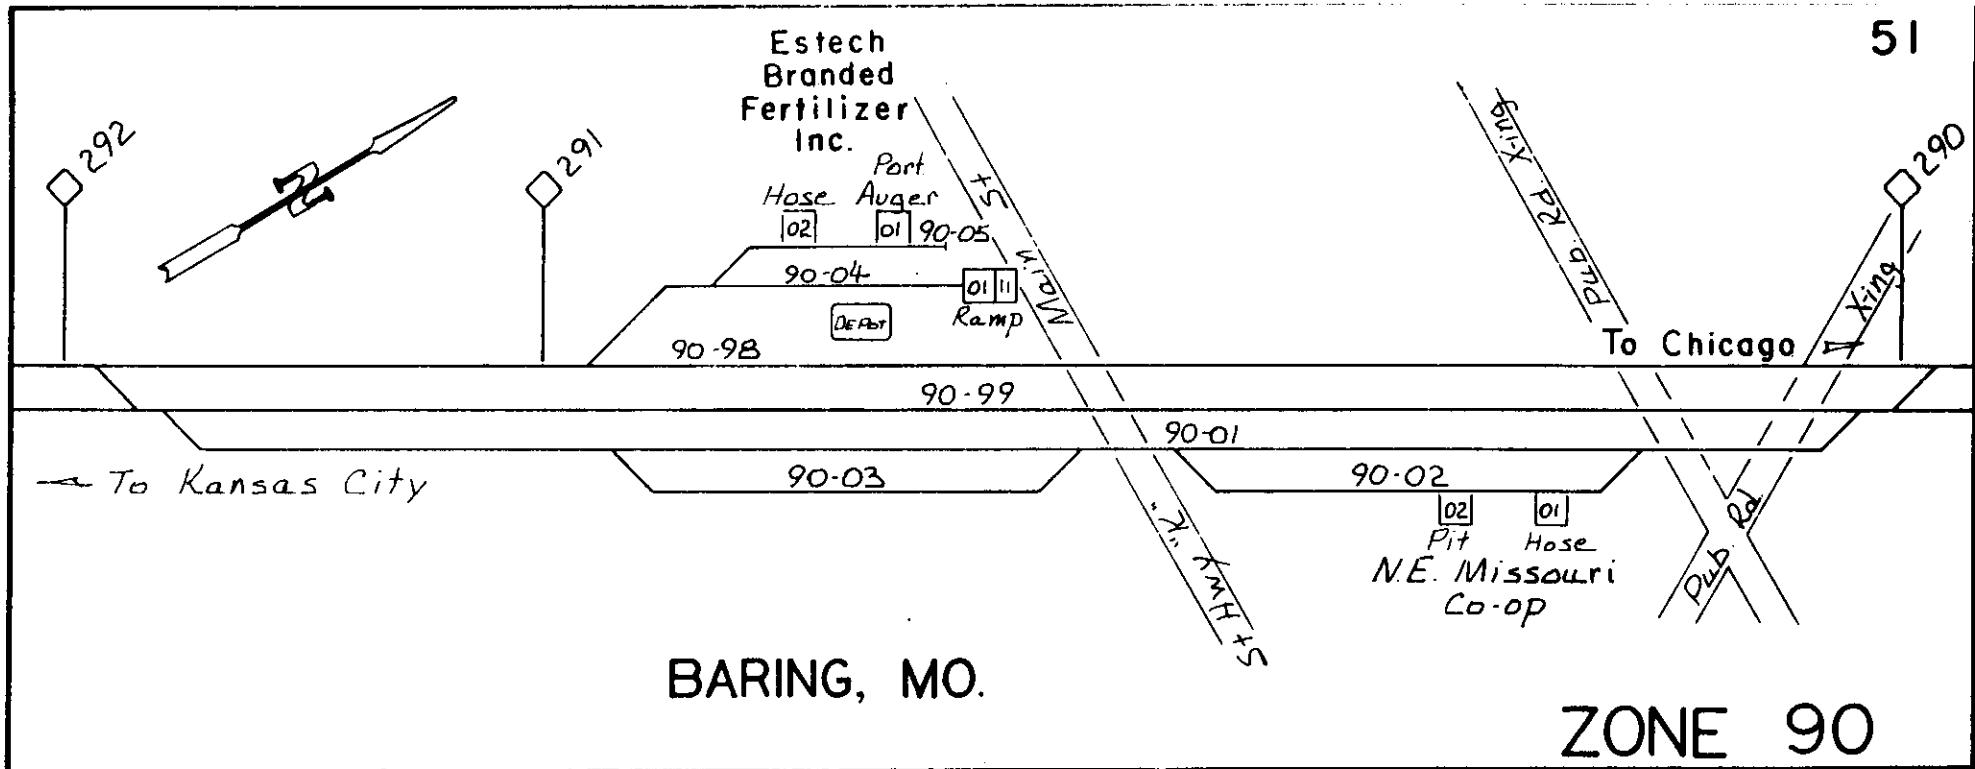 51
Estech
Branded
Fertilizer
Inc.
292
291
290
N
Hose
Port
Auger
02
01
90-05
90-04
01 11
Ramp
DEPOT
Main St
Pub. Rd. X-ing
X-ing
90-98
To Chicago
90-99
90-01
To Kansas City
90-03
90-02
02
01
Pit
Hose
N.E. Missouri
Co-op
St Hwy "K"
Pub. Rd
BARING, MO.
ZONE 90